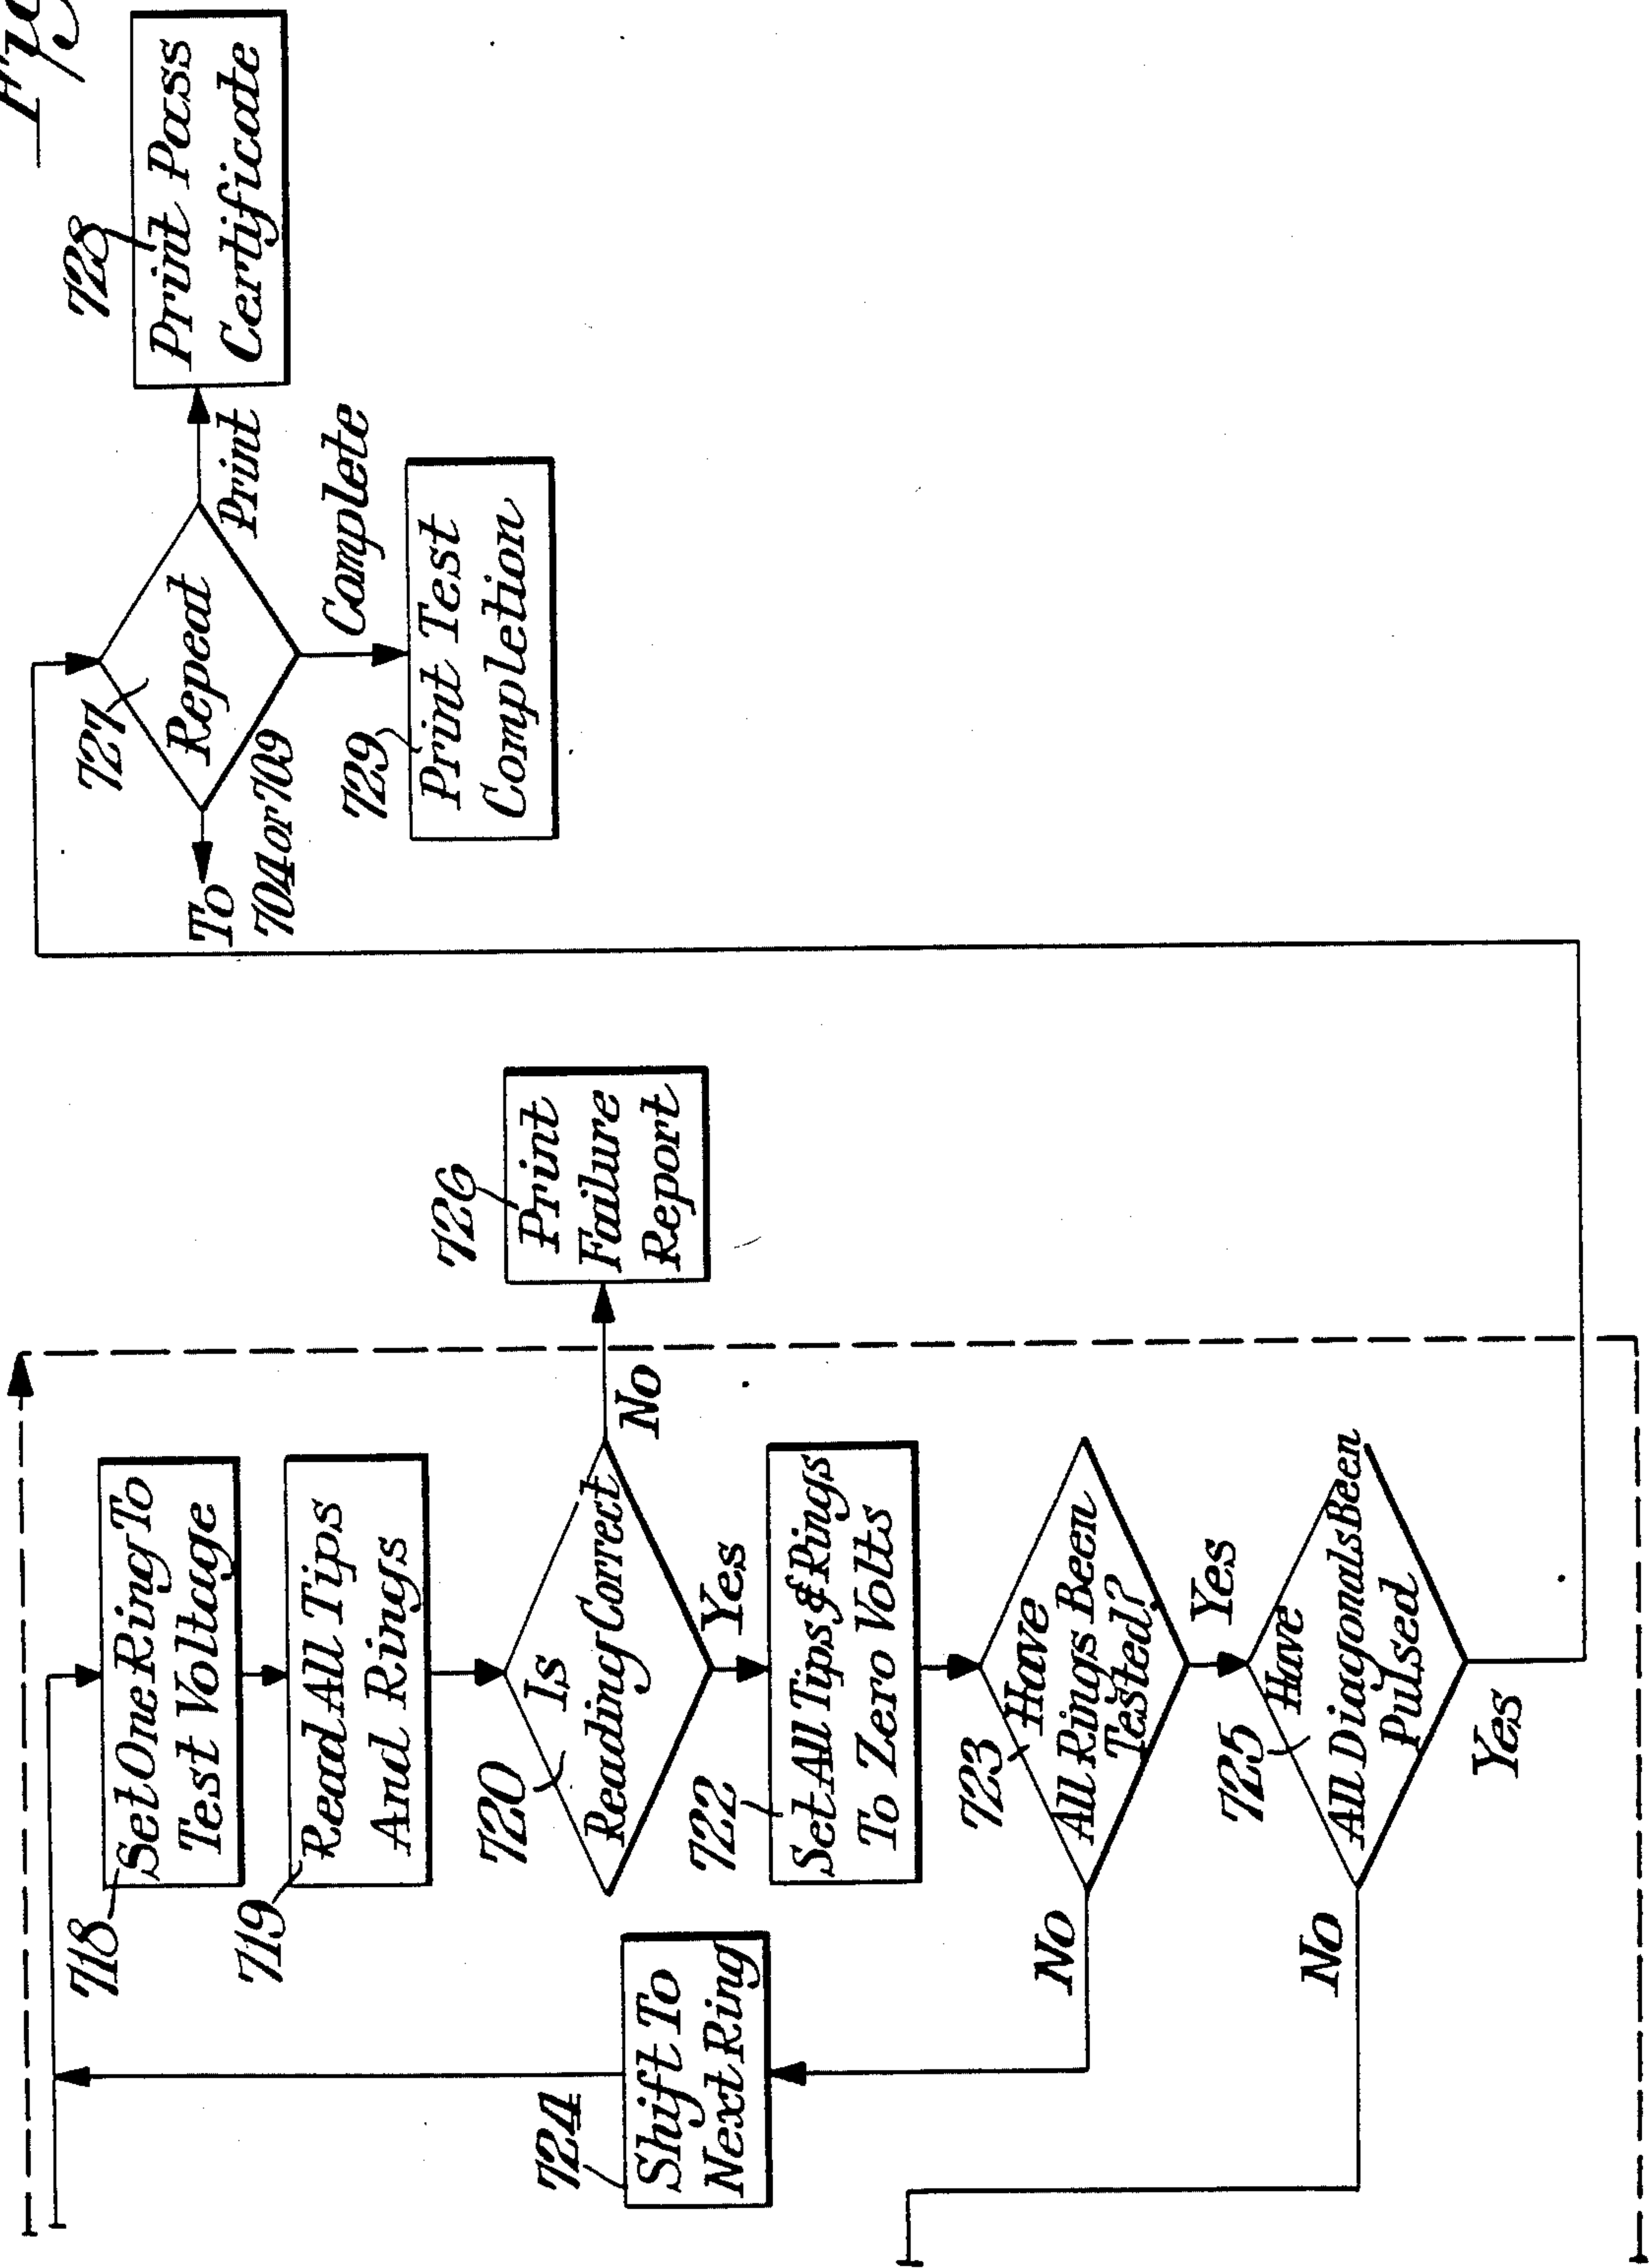 718
Set One Ring To
Test Voltage
719
Read All Tips
And Rings
720
Is
Reading Correct
No
726
Print
Failure
Report
Yes
722
Set All Tips & Rings
To Zero Volts
723
Have
All Rings Been
Tested?
No
724
Shift To
Next Ring
Yes
725
Have
All Diagonals Been
Pulsed
No
Yes
727
Repeat
To
704 or 709
Print
728
Print Pass
Certificate
Complete
729
Print Test
Completion